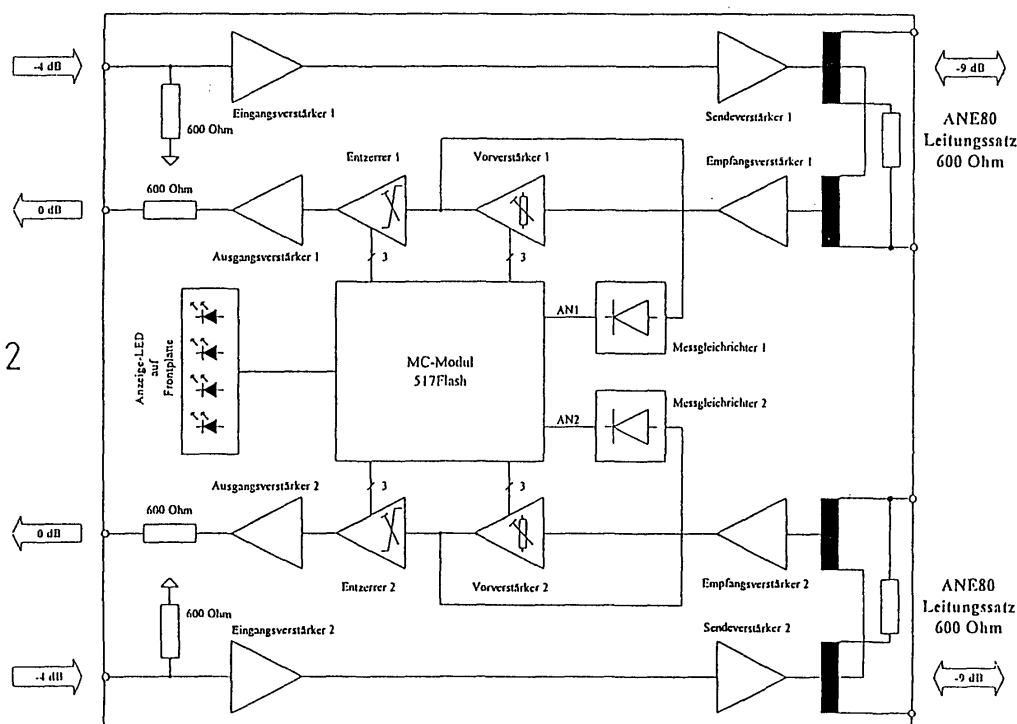 -4 dB
Eingangsverstärker 1
Sendeverstärker 1
-9 dB
600 Ohm
ANE80
Leitungssatz
600 Ohm
Entzerrer 1
Vorverstärker 1
Empfangsverstärker 1
600 Ohm
0 dB
Ausgangsverstärker 1
3
3
AN1
Messgleichrichter 1
2
Anzeige-LED
auf
Frontplatte
MC-Modul
517Flash
Messgleichrichter 2
AN2
Ausgangsverstärker 2
3
3
600 Ohm
0 dB
Entzerrer 2
Vorverstärker 2
Empfangsverstärker 2
ANE80
Leitungssatz
600 Ohm
600 Ohm
Eingangsverstärker 2
Sendeverstärker 2
-4 dB
-9 dB